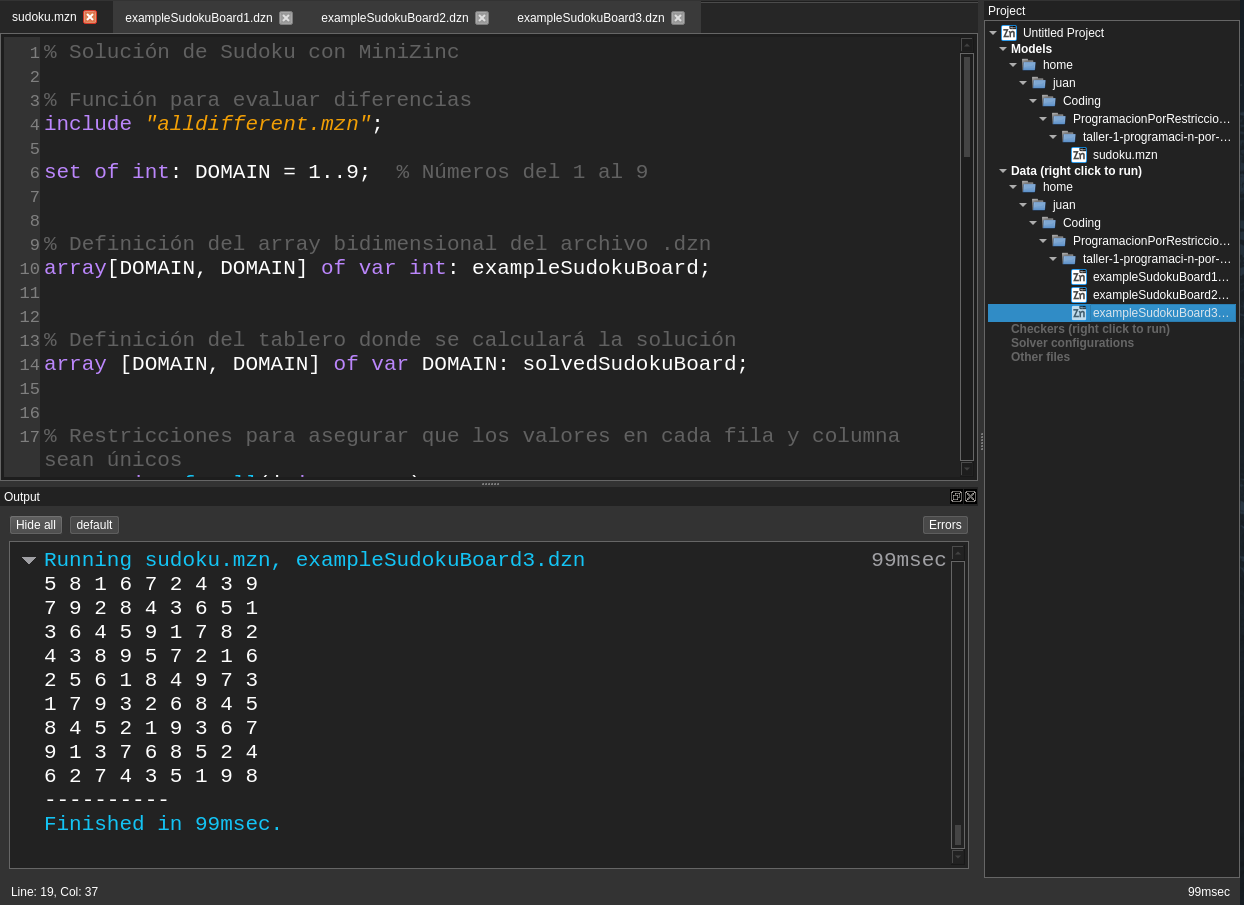 sudoku.mzn exampleSudokuBoard1.dzn exampleSudokuBoard2.dzn exampleSudokuBoard3.dzn
1 % Solución de Sudoku con MiniZinc
2
3 % Función para evaluar diferencias
4 include "alldifferent.mzn";
5
6 set of int: DOMAIN = 1..9;  % Números del 1 al 9
7
8
9 % Definición del array bidimensional del archivo .dzn
10 array[DOMAIN, DOMAIN] of var int: exampleSudokuBoard;
11
12
13 % Definición del tablero donde se calculará la solución
14 array [DOMAIN, DOMAIN] of var DOMAIN: solvedSudokuBoard;
15
16
17 % Restricciones para asegurar que los valores en cada fila y columna
sean únicos
Output
Hide all default Errors
Running sudoku.mzn, exampleSudokuBoard3.dzn 99msec
5 8 1 6 7 2 4 3 9
7 9 2 8 4 3 6 5 1
3 6 4 5 9 1 7 8 2
4 3 8 9 5 7 2 1 6
2 5 6 1 8 4 9 7 3
1 7 9 3 2 6 8 4 5
8 4 5 2 1 9 3 6 7
9 1 3 7 6 8 5 2 4
6 2 7 4 3 5 1 9 8
----------
Finished in 99msec.
Line: 19, Col: 37
Project
Untitled Project
Models
home
juan
Coding
ProgramacionPorRestriccio...
taller-1-programaci-n-por-...
sudoku.mzn
Data (right click to run)
home
juan
Coding
ProgramacionPorRestriccio...
taller-1-programaci-n-por-...
exampleSudokuBoard1...
exampleSudokuBoard2...
exampleSudokuBoard3...
Checkers (right click to run)
Solver configurations
Other files
99msec